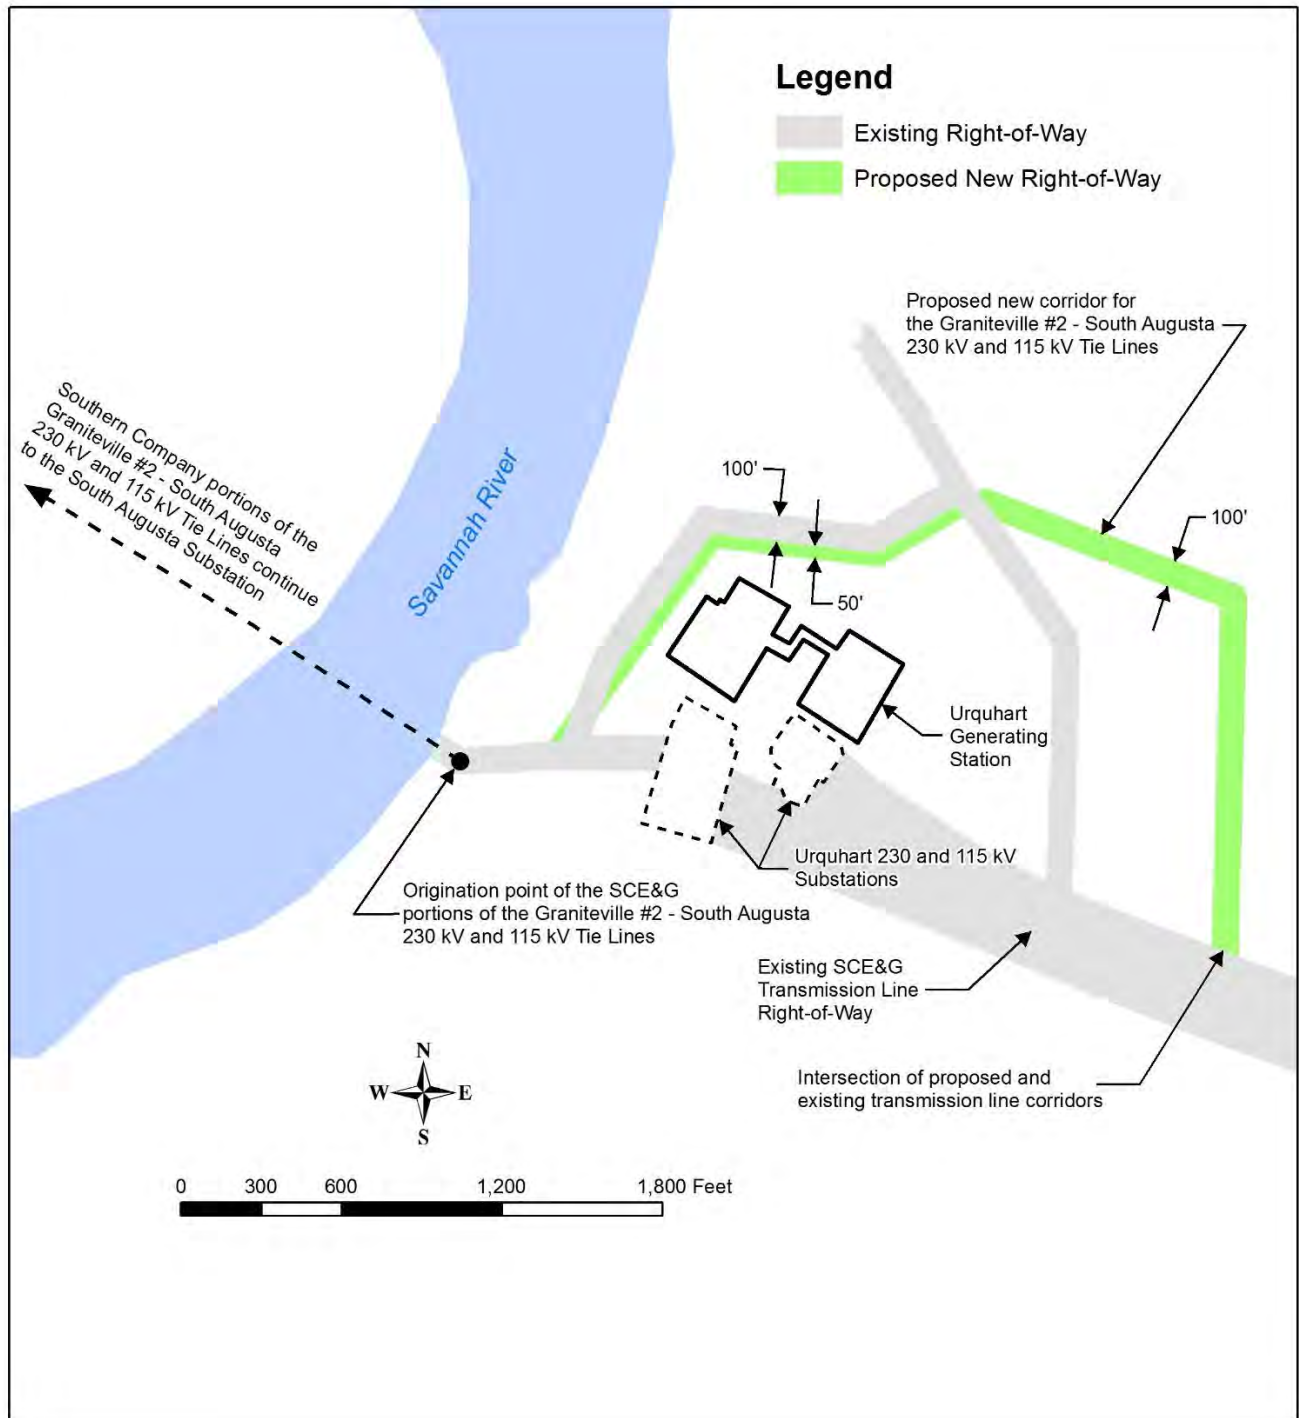 Legend
Existing Right-of-Way
Proposed New Right-of-Way
Proposed new corridor for
the Graniteville #2 - South Augusta
230 kV and 115 kV Tie Lines
Southern Company portions of the
Graniteville #2 - South Augusta
230 kV and 115 kV Tie Lines continue
to the South Augusta Substation
Savannah River
100'
100'
50'
Urquhart
Generating
Station
Urquhart 230 and 115 kV
Substations
Origination point of the SCE&G
portions of the Graniteville #2 - South Augusta
230 kV and 115 kV Tie Lines
Existing SCE&G
Transmission Line
Right-of-Way
Intersection of proposed and
existing transmission line corridors
N
W E
S
0 300 600 1,200 1,800 Feet